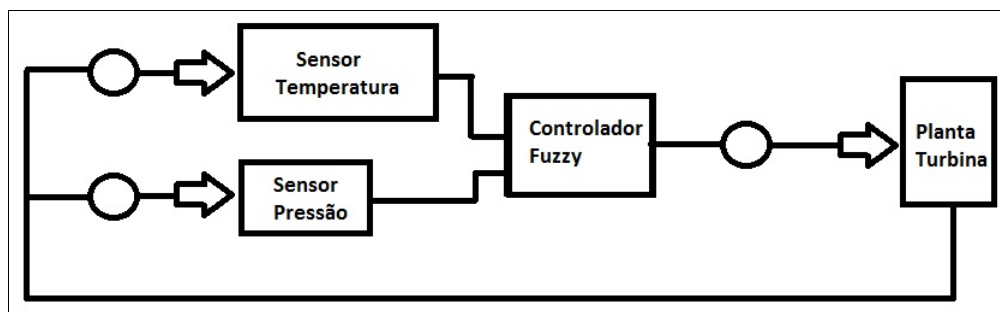 Sensor
Temperatura
Sensor
Pressão
Controlador
Fuzzy
Planta
Turbina